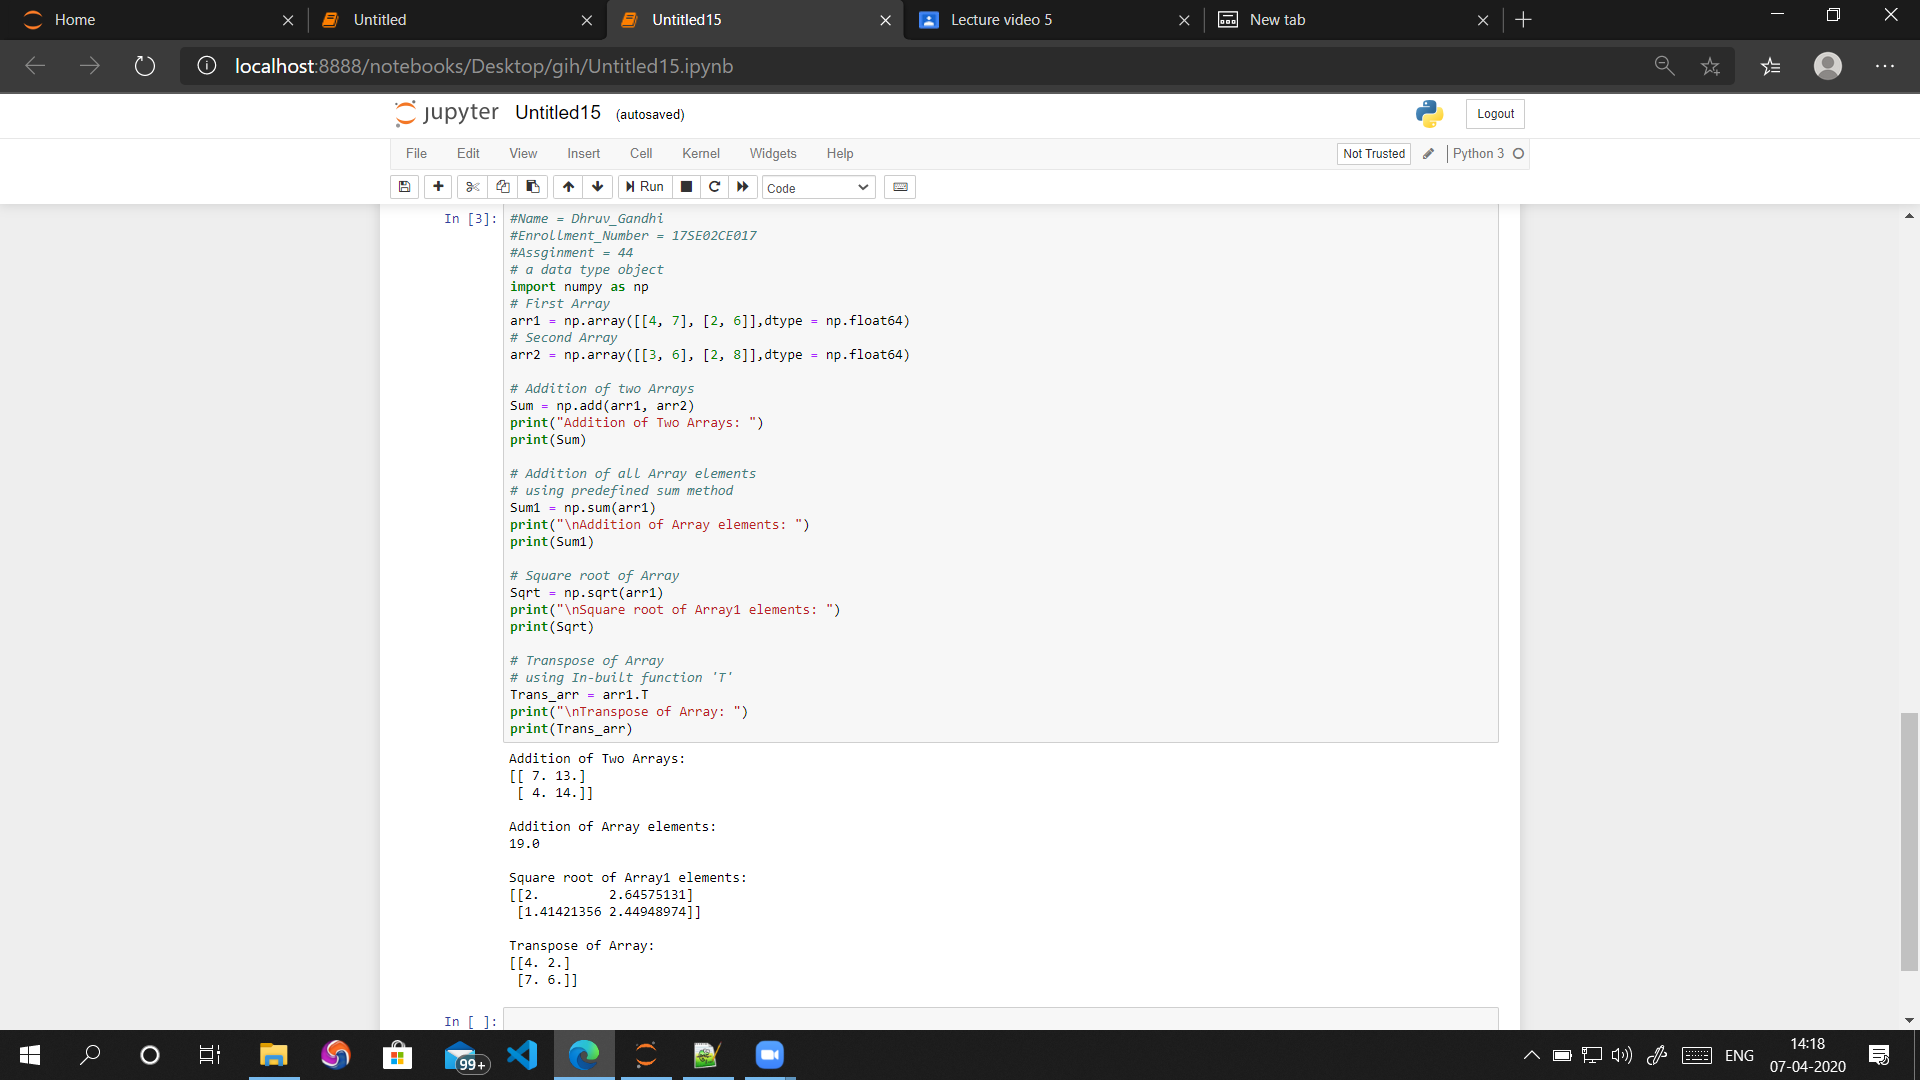 Home
Untitled
Untitled15
Lecture video 5
New tab
localhost:8888/notebooks/Desktop/gih/Untitled15.ipynb
jupyter Untitled15 (autosaved)
Logout
File Edit View Insert Cell Kernel Widgets Help
Not Trusted
Python 3
Run
Code
In [3]:
#Name = Dhruv_Gandhi
#Enrollment_Number = 17SE02CE017
#Assginment = 44
# a data type object
import numpy as np
# First Array
arr1 = np.array([[4, 7], [2, 6]],dtype = np.float64)
# Second Array
arr2 = np.array([[3, 6], [2, 8]],dtype = np.float64)

# Addition of two Arrays
Sum = np.add(arr1, arr2)
print("Addition of Two Arrays: ")
print(Sum)

# Addition of all Array elements
# using predefined sum method
Sum1 = np.sum(arr1)
print("\nAddition of Array elements: ")
print(Sum1)

# Square root of Array
Sqrt = np.sqrt(arr1)
print("\nSquare root of Array1 elements: ")
print(Sqrt)

# Transpose of Array
# using In-built function 'T'
Trans_arr = arr1.T
print("\nTranspose of Array: ")
print(Trans_arr)
Addition of Two Arrays:
[[ 7. 13.]
 [ 4. 14.]]

Addition of Array elements:
19.0

Square root of Array1 elements:
[[2.         2.64575131]
 [1.41421356 2.44948974]]

Transpose of Array:
[[4. 2.]
 [7. 6.]]
In [ ]:
99+
ENG
14:18
07-04-2020